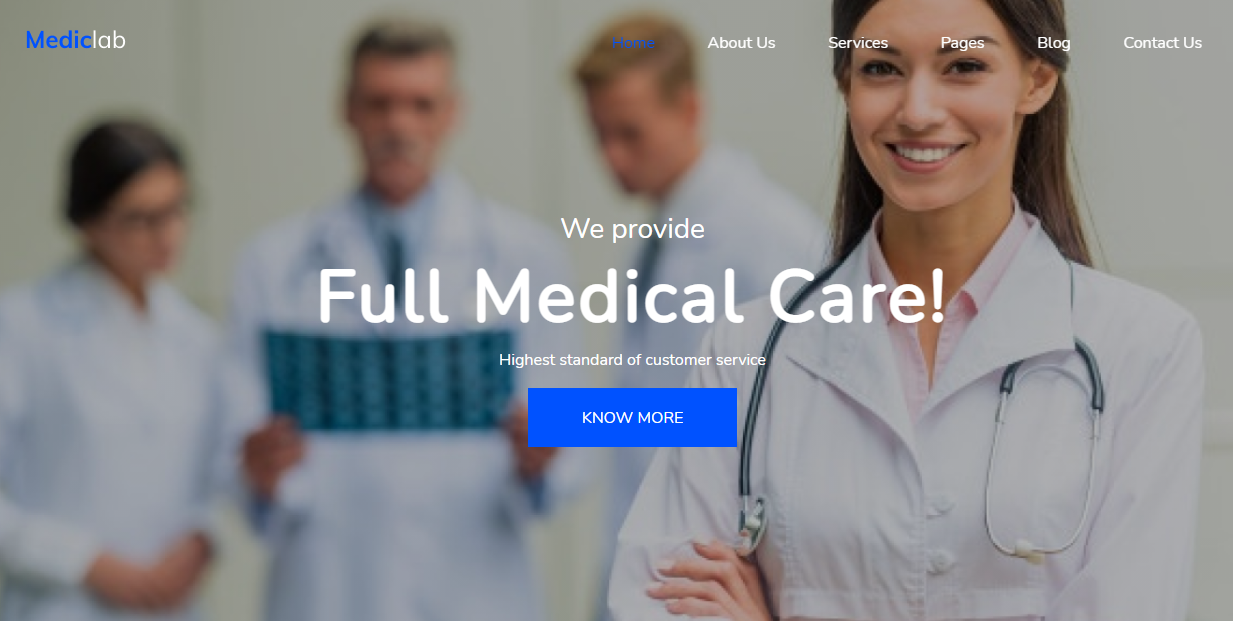 Mediclab
Home About Us Services Pages Blog Contact Us
We provide
Full Medical Care!
Highest standard of customer service
KNOW MORE